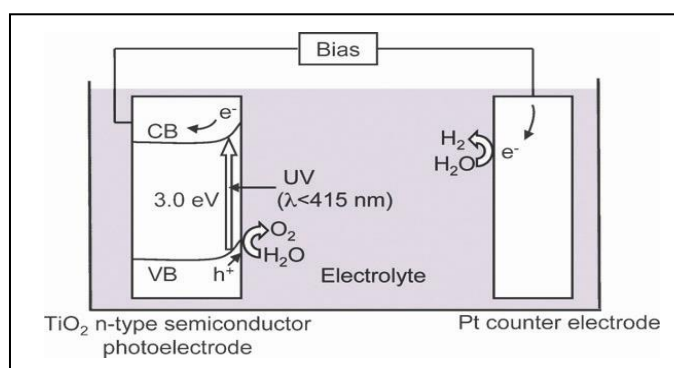 Bias
e-
CB
H2
H2O
e-
3.0 eV
UV
(λ<415 nm)
O2
H2O
VB
h+
Electrolyte
TiO2 n-type semiconductor
photoelectrode
Pt counter electrode